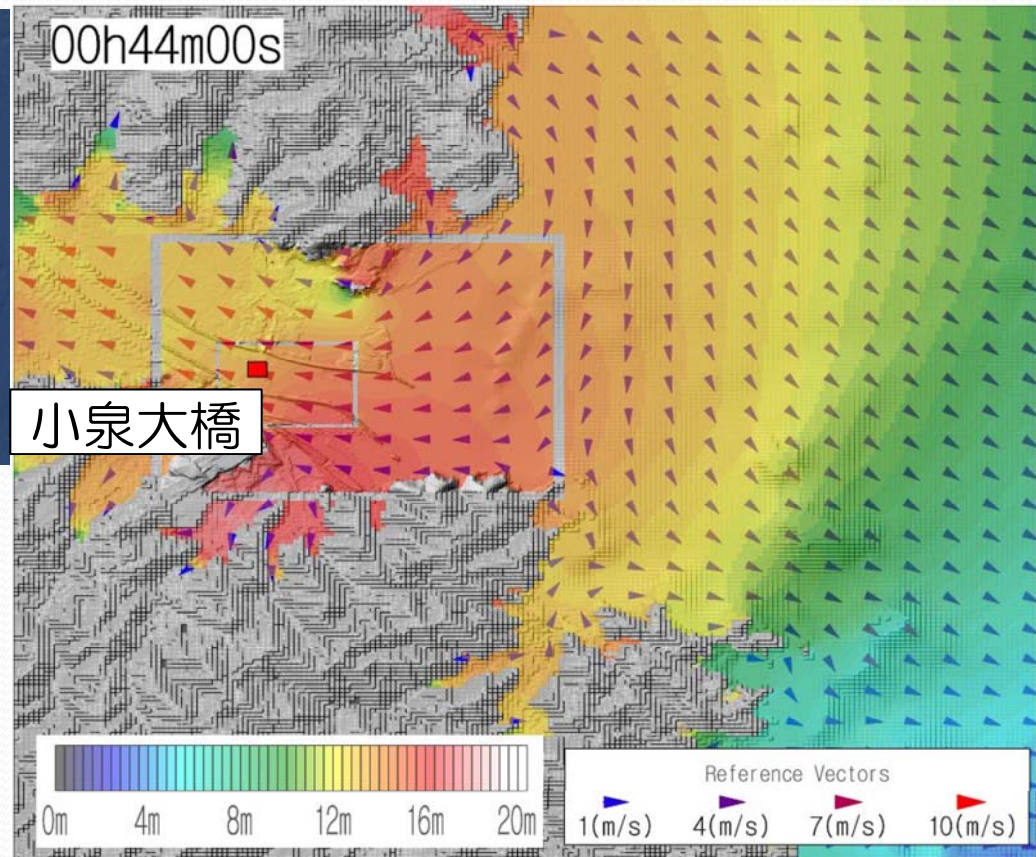 00h44m00s
小泉大橋
0m 4m 8m 12m 16m 20m
Reference Vectors
1(m/s) 4(m/s) 7(m/s) 10(m/s)